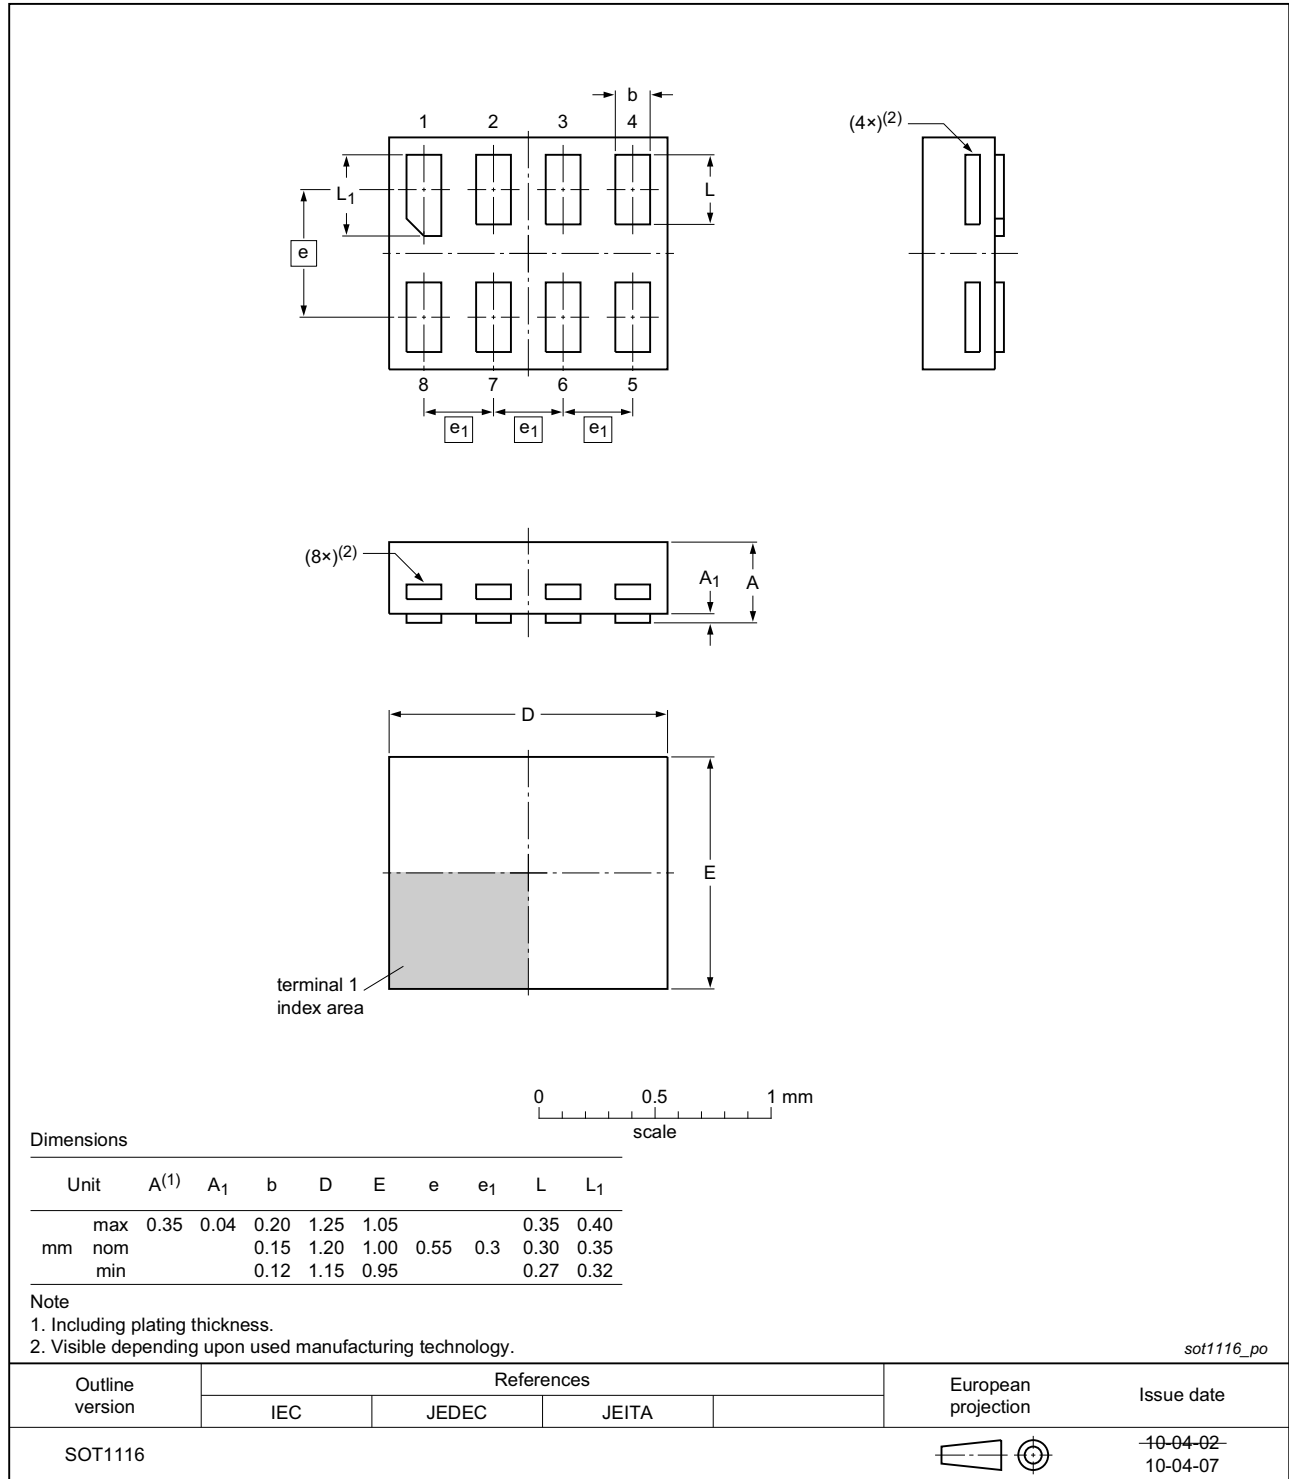 b
1 2 3 4
(4×)(2)
L1
L
e
8 7 6 5
e1 e1 e1
(8×)(2)
A1 A
D
E
terminal 1
index area
0 0.5 1 mm
scale
Dimensions
Unit A(1) A1 b D E e e1 L L1
max 0.35 0.04 0.20 1.25 1.05 0.35 0.40
mm nom 0.15 1.20 1.00 0.55 0.3 0.30 0.35
min 0.12 1.15 0.95 0.27 0.32
Note
1. Including plating thickness.
2. Visible depending upon used manufacturing technology.
sot1116_po
Outline
version
References
IEC JEDEC JEITA
European
projection
Issue date
SOT1116
10-04-02
10-04-07